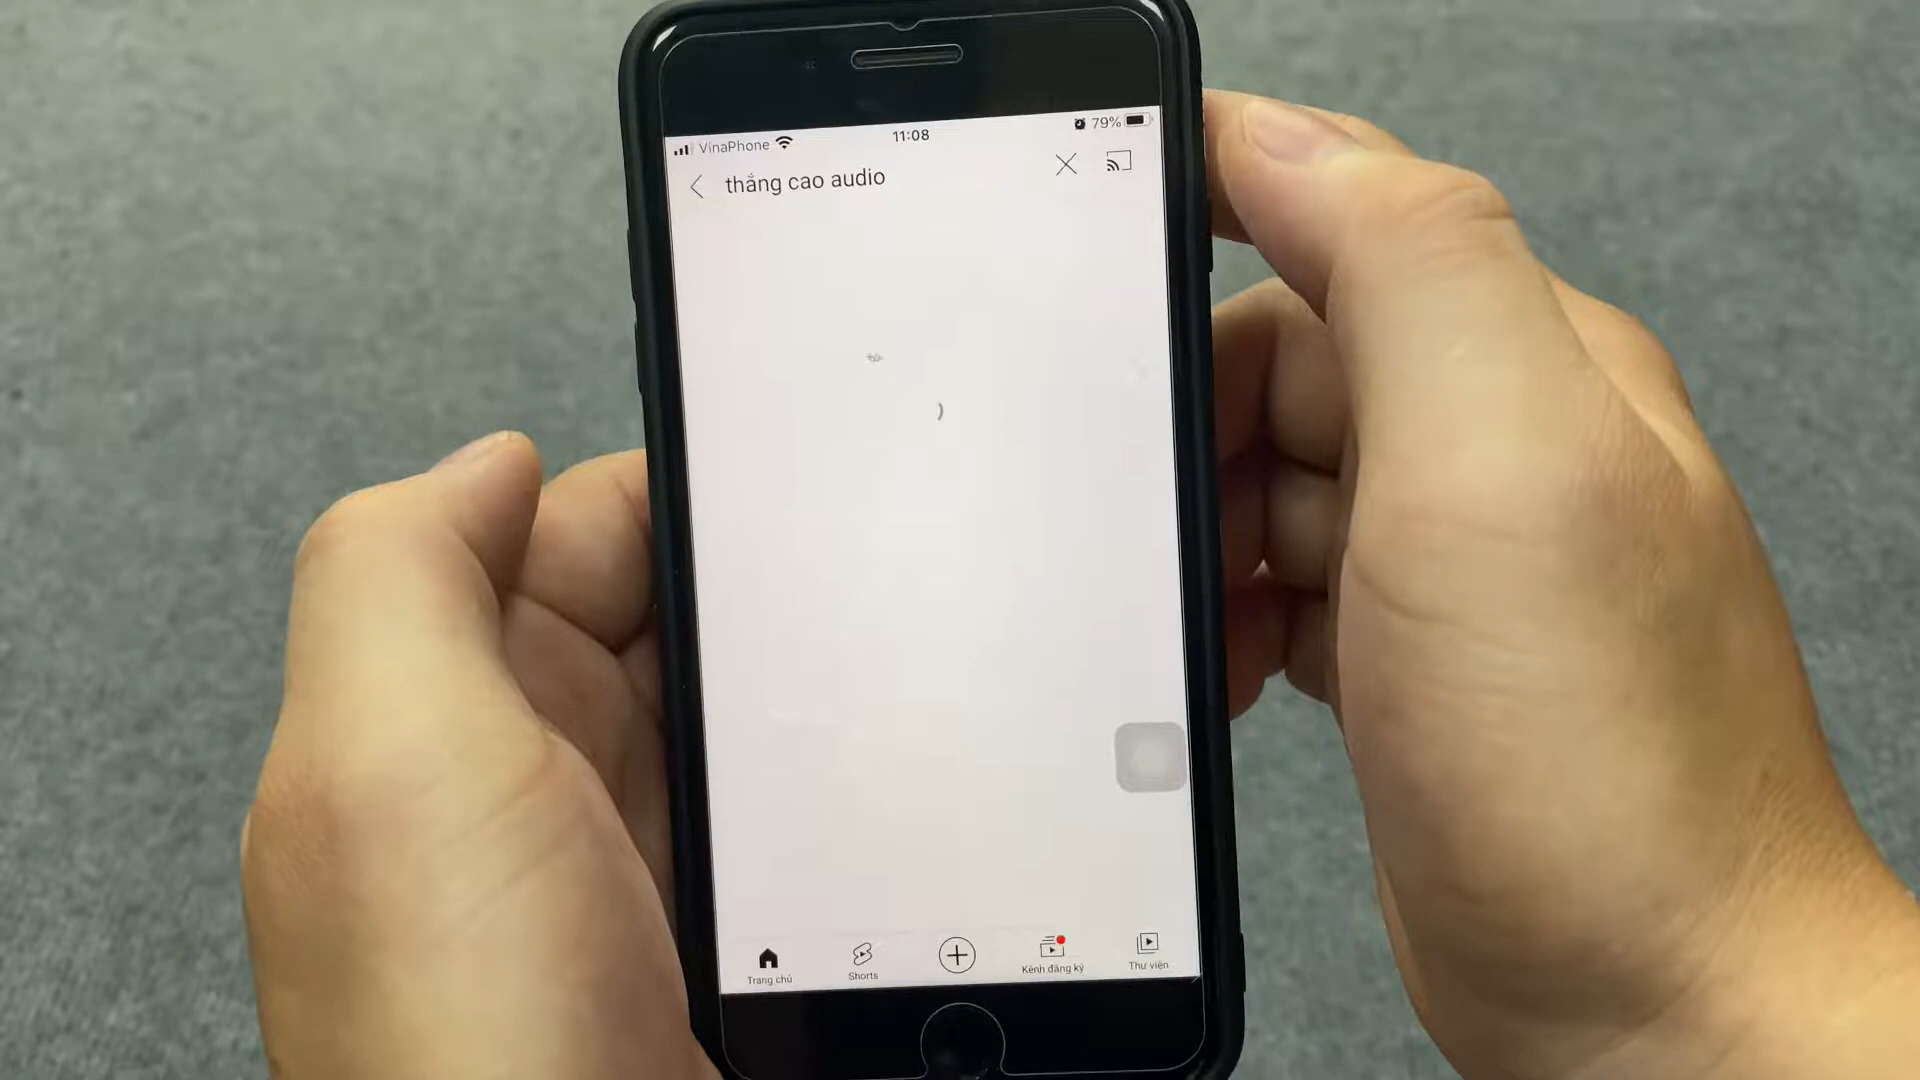 VinaPhone
11:08
79%
thắng cao audio
Trang chủ
Shorts
Kênh đăng ký
Thư viện